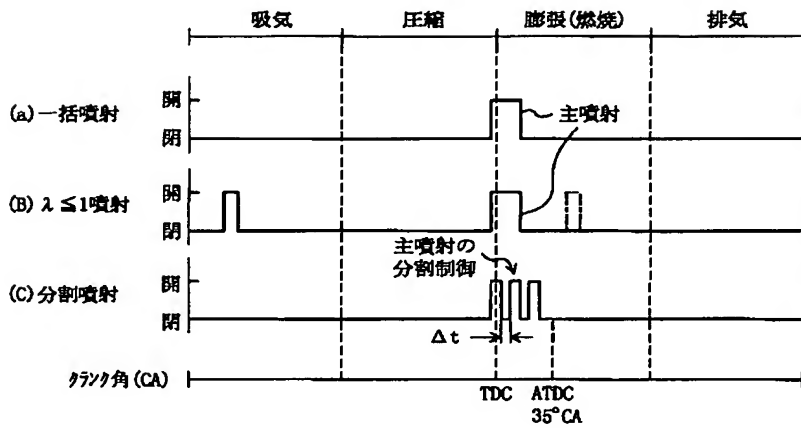 吸気 圧縮 膨張(燃焼) 排気
(a)一括噴射
開
閉
主噴射
(B) λ≦1噴射
開
閉
主噴射の
分割制御
(C)分割噴射
開
閉
Δt
クランク角(CA)
TDC ATDC
35°CA